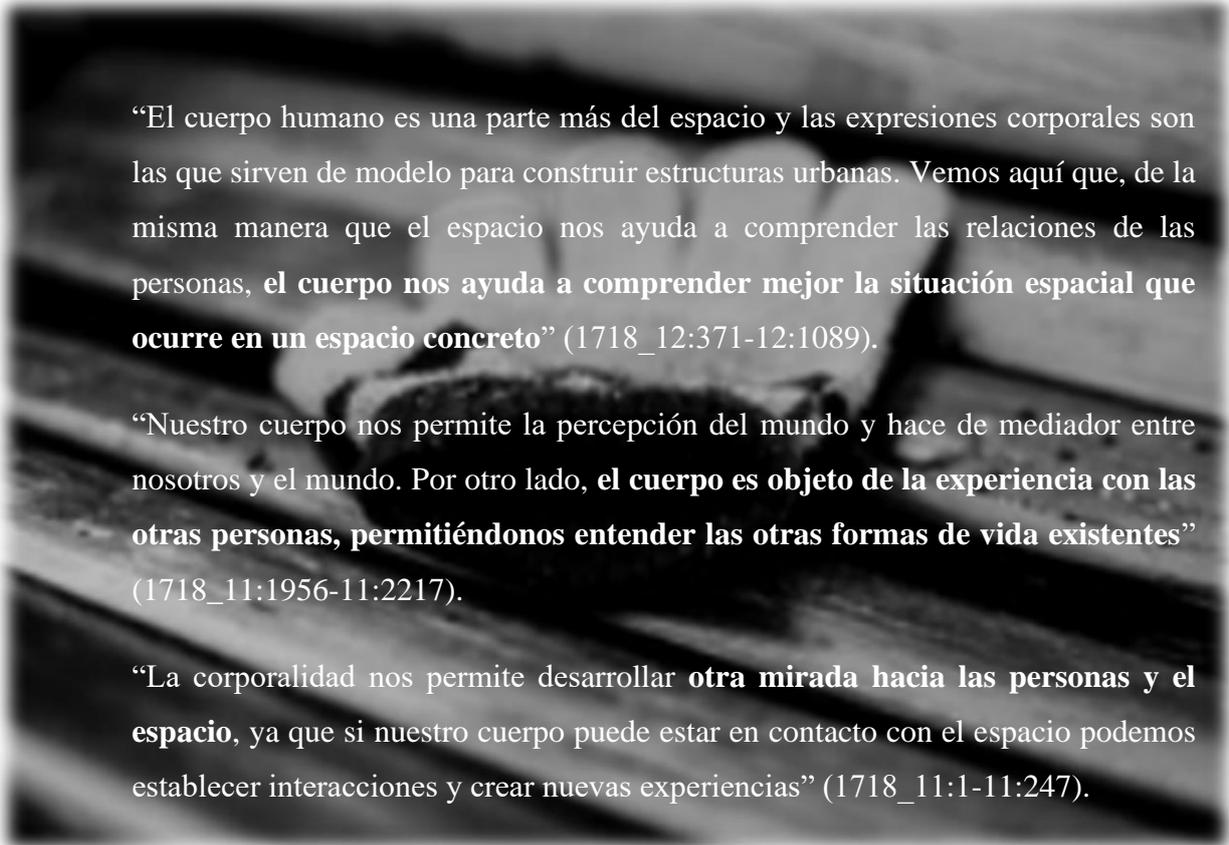 “El cuerpo humano es una parte más del espacio y las expresiones corporales son
las que sirven de modelo para construir estructuras urbanas. Vemos aquí que, de la
misma manera que el espacio nos ayuda a comprender las relaciones de las
personas, el cuerpo nos ayuda a comprender mejor la situación espacial que
ocurre en un espacio concreto” (1718_12:371-12:1089).
“Nuestro cuerpo nos permite la percepción del mundo y hace de mediador entre
nosotros y el mundo. Por otro lado, el cuerpo es objeto de la experiencia con las
otras personas, permitiéndonos entender las otras formas de vida existentes”
(1718_11:1956-11:2217).
“La corporalidad nos permite desarrollar otra mirada hacia las personas y el
espacio, ya que si nuestro cuerpo puede estar en contacto con el espacio podemos
establecer interacciones y crear nuevas experiencias” (1718_11:1-11:247).